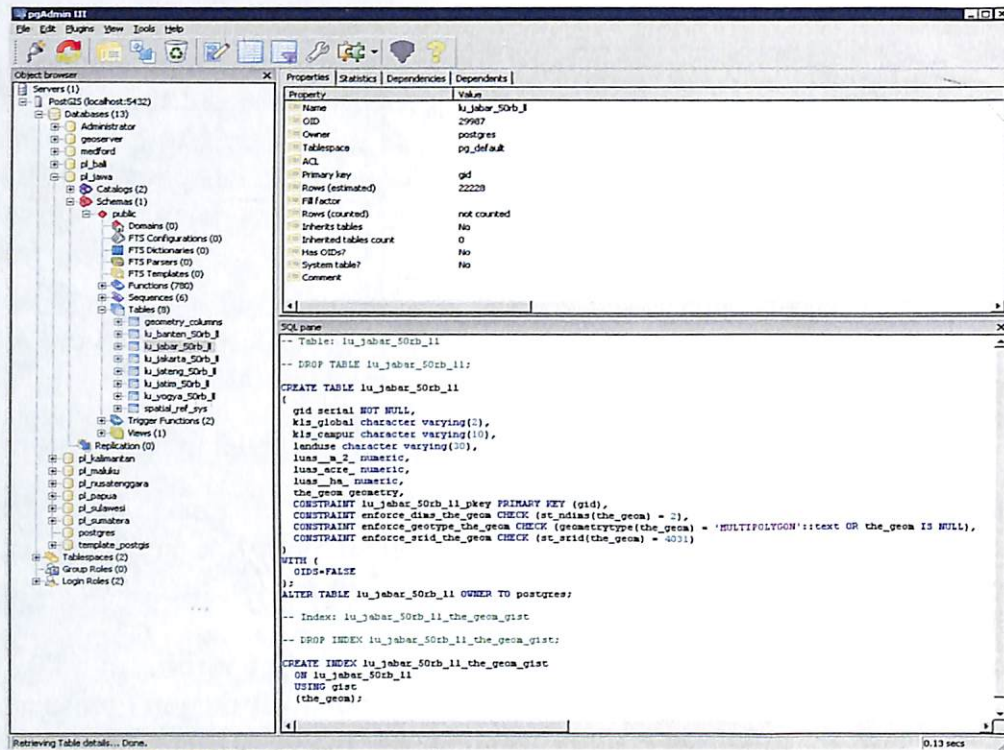 pgAdmin III
File Edit Plugins View Tools Help
Object browser
Servers (1)
PostGIS (localhost:5432)
Databases (13)
Administrator
geoserver
medford
pl_bali
pl_jawa
Catalogs (2)
Schemas (1)
public
Domains (0)
FTS Configurations (0)
FTS Dictionaries (0)
FTS Parsers (0)
FTS Templates (0)
Functions (780)
Sequences (6)
Tables (8)
geometry_columns
lu_banten_50rb_ll
lu_jabar_50rb_ll
lu_jakarta_50rb_ll
lu_jateng_50rb_ll
lu_jatim_50rb_ll
lu_yogya_50rb_ll
spatial_ref_sys
Trigger Functions (2)
Views (1)
Replication (0)
pl_kalimantan
pl_maluku
pl_nusatenggara
pl_papua
pl_sulawesi
pl_sumatera
postgres
template_postgis
Tablespaces (2)
Group Roles (0)
Login Roles (2)
Properties Statistics Dependencies Dependents
Property Value
Name lu_jabar_50rb_ll
OID 29987
Owner postgres
Tablespace pg_default
ACL
Primary key gid
Rows (estimated) 22228
Fill factor
Rows (counted) not counted
Inherits tables No
Inherited tables count 0
Has OIDs? No
System table? No
Comment
SQL pane
-- Table: lu_jabar_50rb_ll
-- DROP TABLE lu_jabar_50rb_ll;
CREATE TABLE lu_jabar_50rb_ll
(
gid serial NOT NULL,
kls_global character varying(2),
kls_campur character varying(10),
landuse character varying(30),
luas__m_2_ numeric,
luas_acre_ numeric,
luas__ha_ numeric,
the_geom geometry,
CONSTRAINT lu_jabar_50rb_ll_pkey PRIMARY KEY (gid),
CONSTRAINT enforce_dims_the_geom CHECK (st_ndims(the_geom) = 2),
CONSTRAINT enforce_geotype_the_geom CHECK (geometrytype(the_geom) = 'MULTIPOLYGON'::text OR the_geom IS NULL),
CONSTRAINT enforce_srid_the_geom CHECK (st_srid(the_geom) = 4031)
)
WITH (
OIDS=FALSE
);
ALTER TABLE lu_jabar_50rb_ll OWNER TO postgres;
-- Index: lu_jabar_50rb_ll_the_geom_gist
-- DROP INDEX lu_jabar_50rb_ll_the_geom_gist;
CREATE INDEX lu_jabar_50rb_ll_the_geom_gist
ON lu_jabar_50rb_ll
USING gist
(the_geom);
Retrieving Table details... Done.
0.13 secs